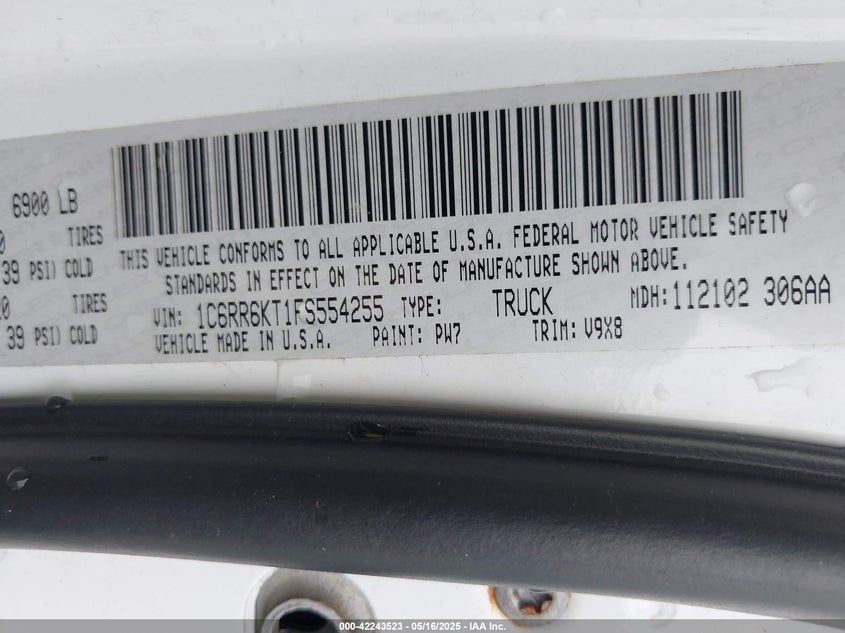 6900 LB
0 TIRES
39 PSI) COLD
THIS VEHICLE CONFORMS TO ALL APPLICABLE U.S.A. FEDERAL MOTOR VEHICLE SAFETY
STANDARDS IN EFFECT ON THE DATE OF MANUFACTURE SHOWN ABOVE.
20 TIRES
39 PSI) COLD
VIN: 1C6RR6KT1FS554255 TYPE: TRUCK MDH:112102 306AA
VEHICLE MADE IN U.S.A. PAINT: PW7 TRIM: V9X8
000-42243523 - 05/16/2025 - IAA Inc.